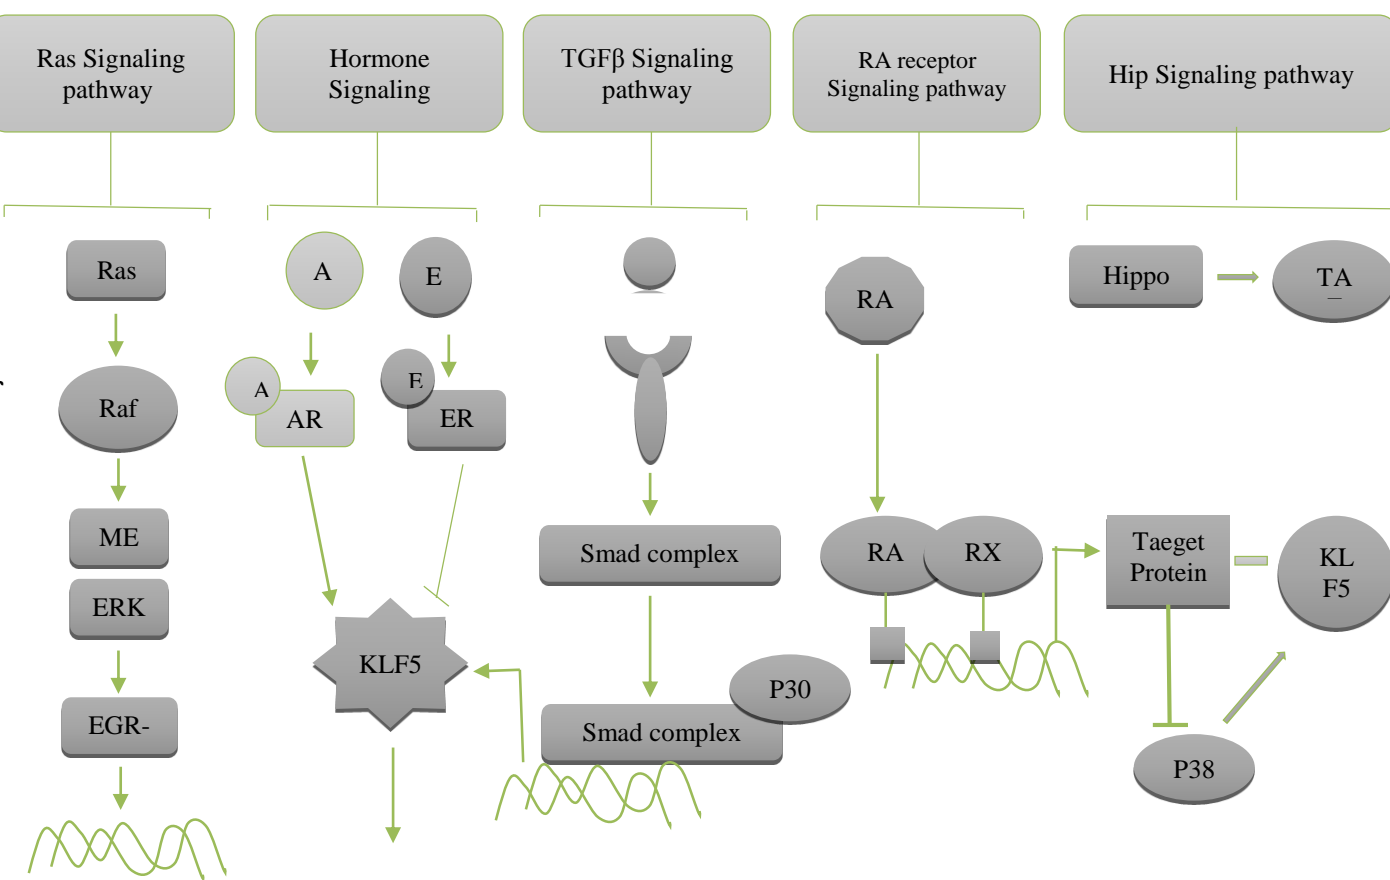 Ras Signaling
pathway
Hormone
Signaling
TGFβ Signaling
pathway
RA receptor
Signaling pathway
Hip Signaling pathway
Ras
Raf
ME
ERK
EGR-
A
E
A
AR
E
ER
KLF5
Smad complex
Smad complex
P30
RA
RA
RX
Hippo
TA
Taeget
Protein
KL
F5
P38